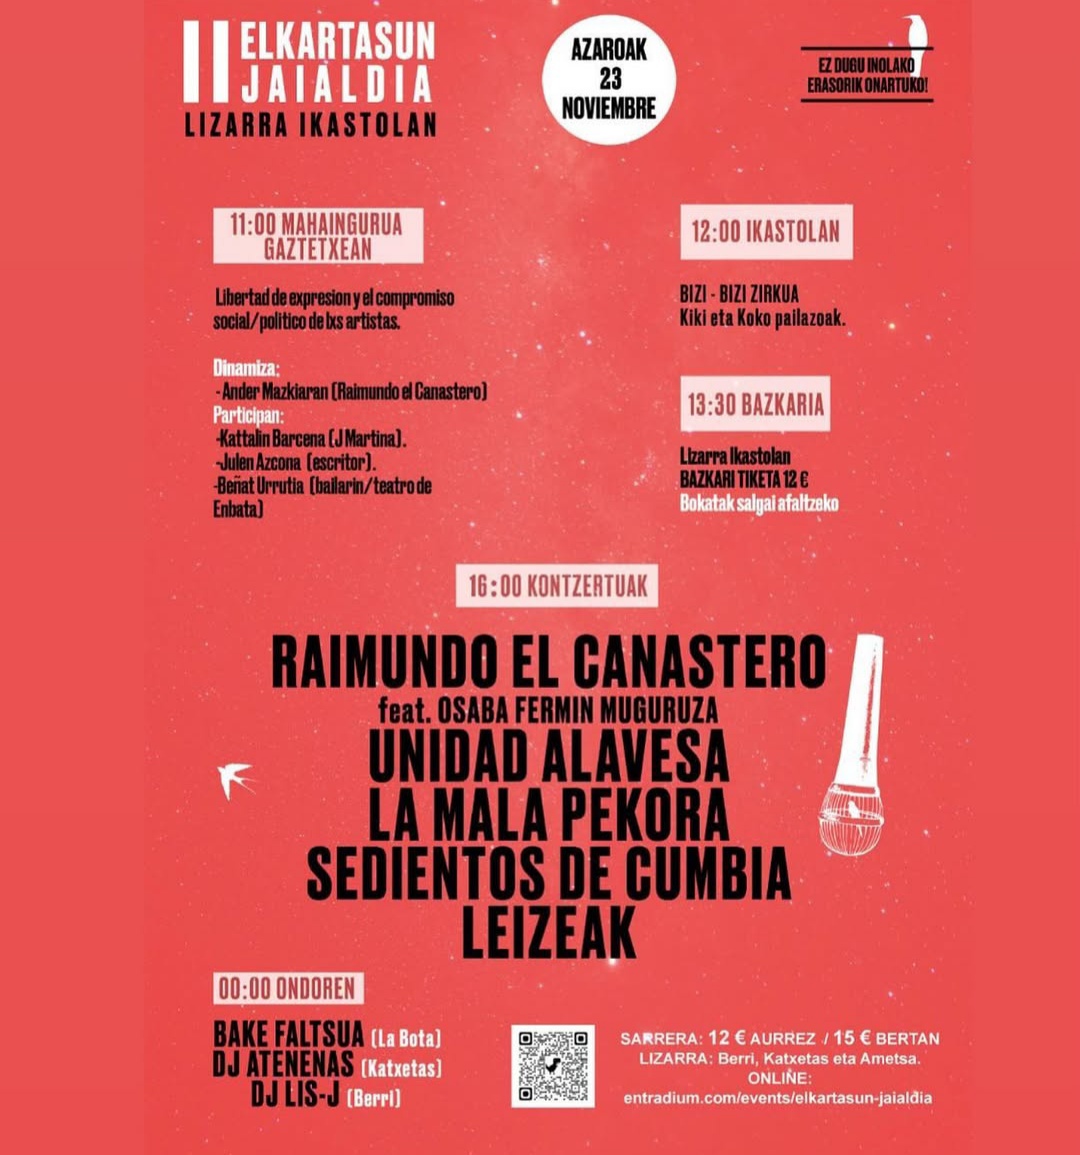 II ELKARTASUN
JAIALDIA
LIZARRA IKASTOLAN
AZAROAK
23
NOVIEMBRE
EZ DUGU INOLAKO
ERASORIK ONARTUKO!
11:00 MAHAINGURUA
GAZTETXEAN
Libertad de expresion y el compromiso
social/politico de lxs artistas.
Dinamiza:
- Ander Mazkiaran (Raimundo el Canastero)
Participan:
-Kattalin Barcena (J Martina).
-Julen Azcona (escritor).
-Beñat Urrutia (bailarin/teatro de
Enbata)
12:00 IKASTOLAN
BIZI - BIZI ZIRKUA
Kiki eta Koko pailazoak.
13:30 BAZKARIA
Lizarra Ikastolan
BAZKARI TIKETA 12 €
Bokatak salgai afaltzeko
16:00 KONTZERTUAK
RAIMUNDO EL CANASTERO
feat. OSABA FERMIN MUGURUZA
UNIDAD ALAVESA
LA MALA PEKORA
SEDIENTOS DE CUMBIA
LEIZEAK
00:00 ONDOREN
BAKE FALTSUA (La Bota)
DJ ATENENAS (Katxetas)
DJ LIS-J (Berri)
SARRERA: 12 € AURREZ / 15 € BERTAN
LIZARRA: Berri, Katxetas eta Ametsa.
ONLINE:
entradium.com/events/elkartasun-jaialdia